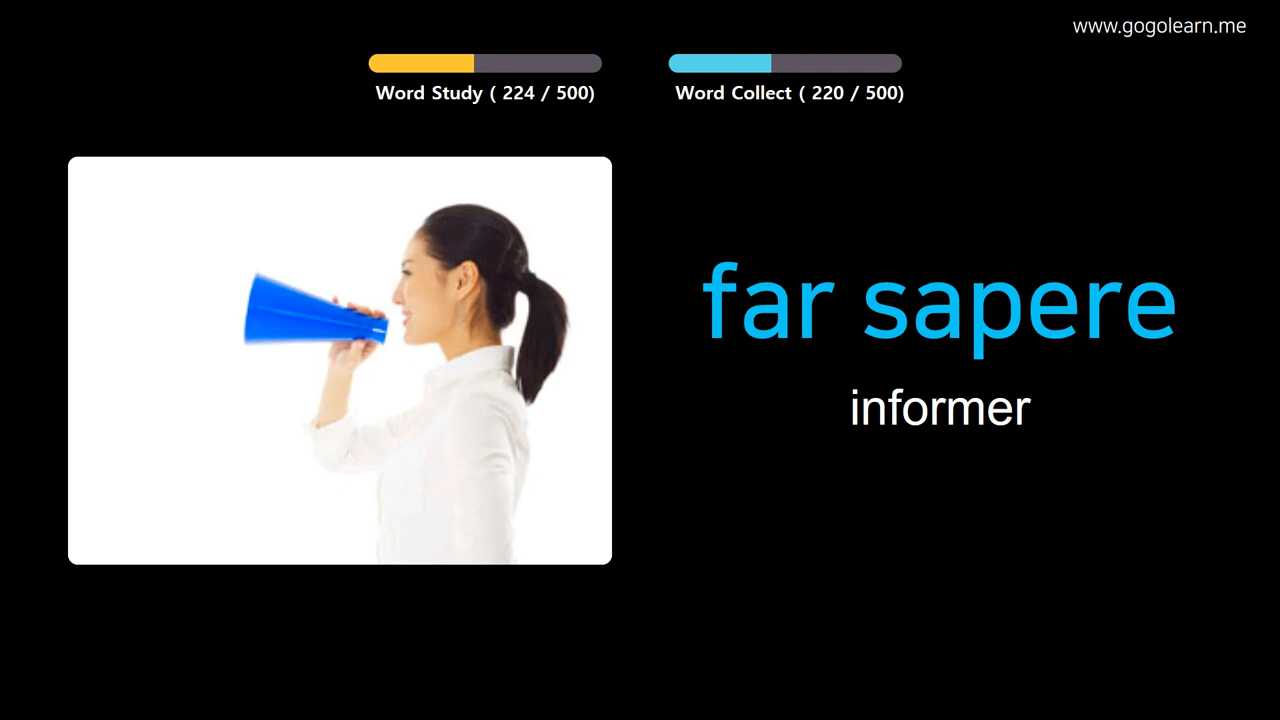 www.gogolearn.me
Word Study ( 224 / 500)
Word Collect ( 220 / 500)
far sapere
informer